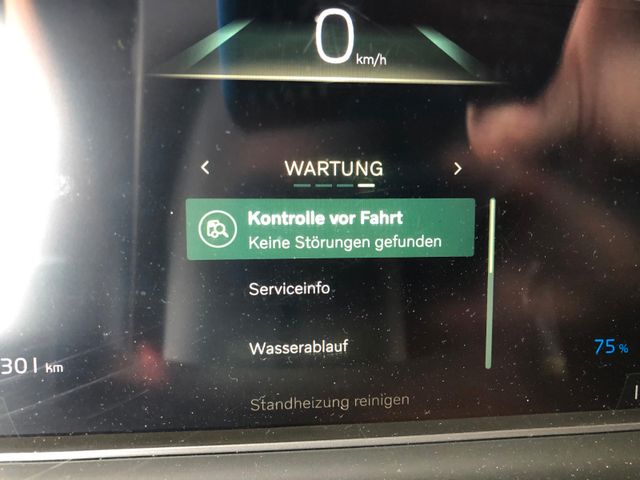 0
km/h
WARTUNG
Kontrolle vor Fahrt
Keine Störungen gefunden
Serviceinfo
Wasserablauf
301 km
75 %
Standheizung reinigen